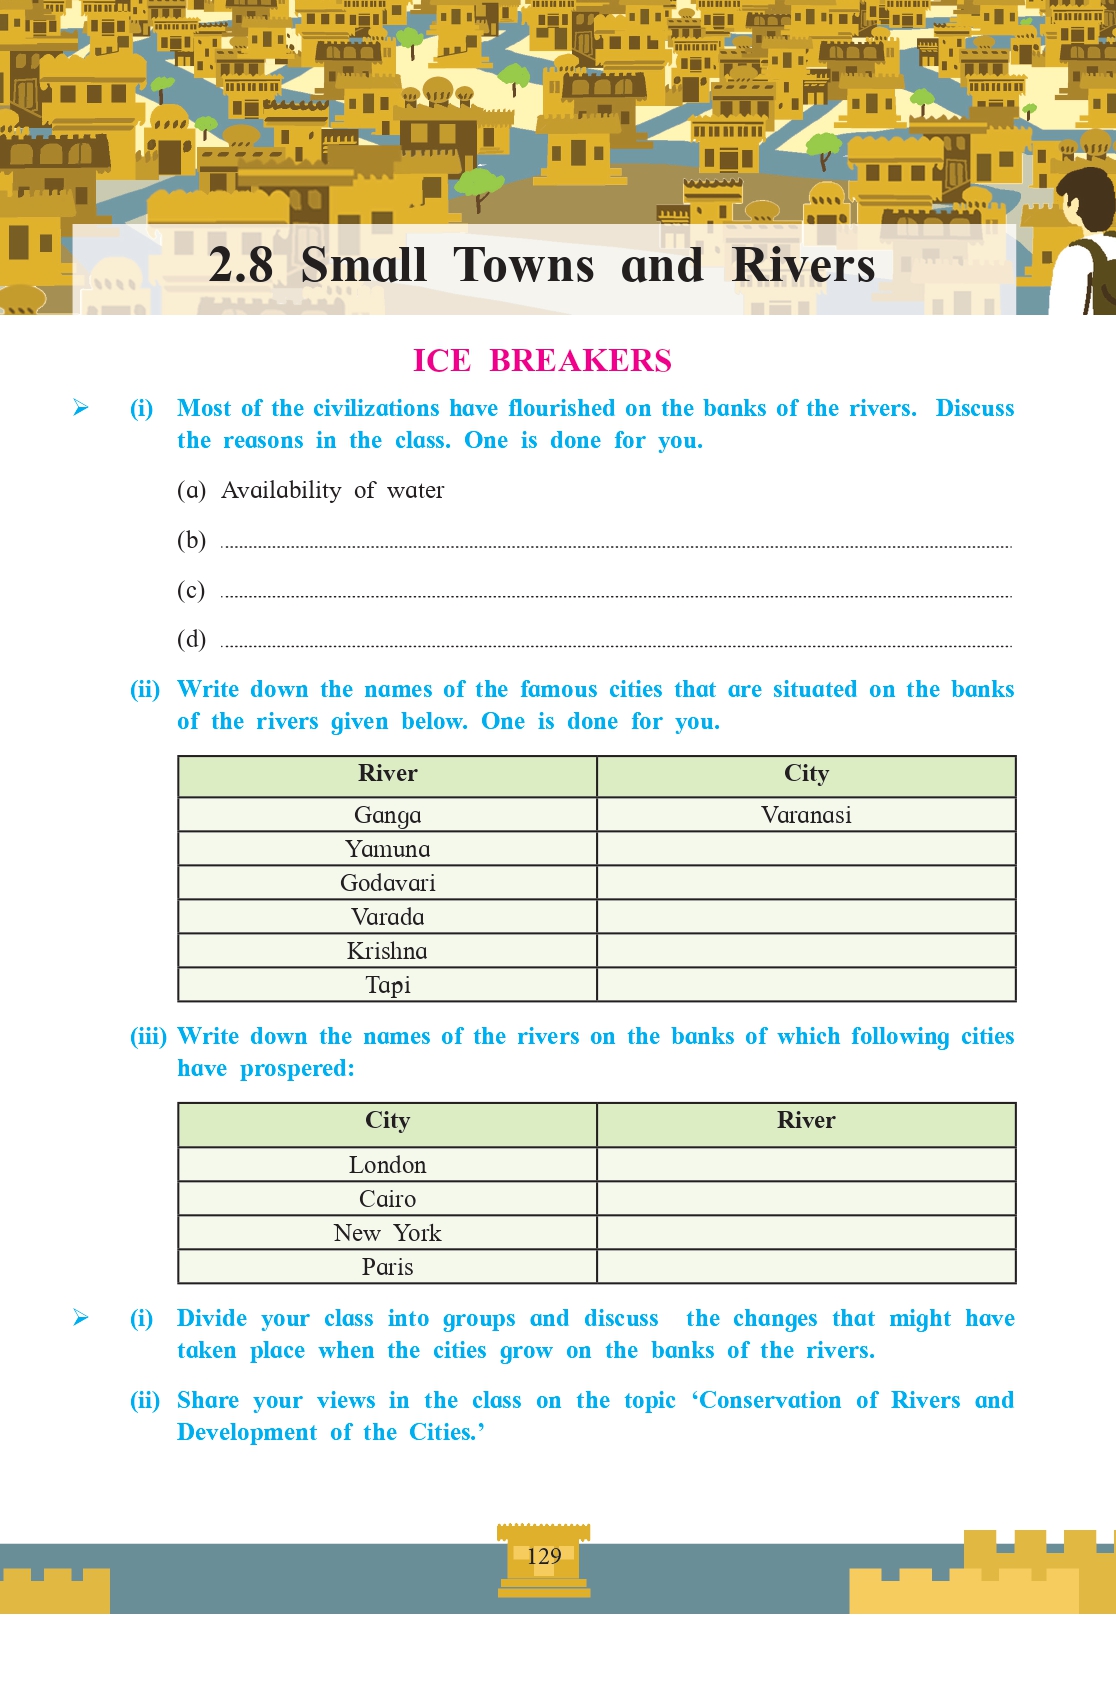 2.8 Small Towns and Rivers
ICE BREAKERS
➢ (i) Most of the civilizations have flourished on the banks of the rivers. Discuss
the reasons in the class. One is done for you.
(a) Availability of water
(b)
(c)
(d)
(ii) Write down the names of the famous cities that are situated on the banks
of the rivers given below. One is done for you.
River City
Ganga Varanasi
Yamuna
Godavari
Varada
Krishna
Tapi
(iii) Write down the names of the rivers on the banks of which following cities
have prospered:
City River
London
Cairo
New York
Paris
➢ (i) Divide your class into groups and discuss the changes that might have
taken place when the cities grow on the banks of the rivers.
(ii) Share your views in the class on the topic ‘Conservation of Rivers and
Development of the Cities.’
129